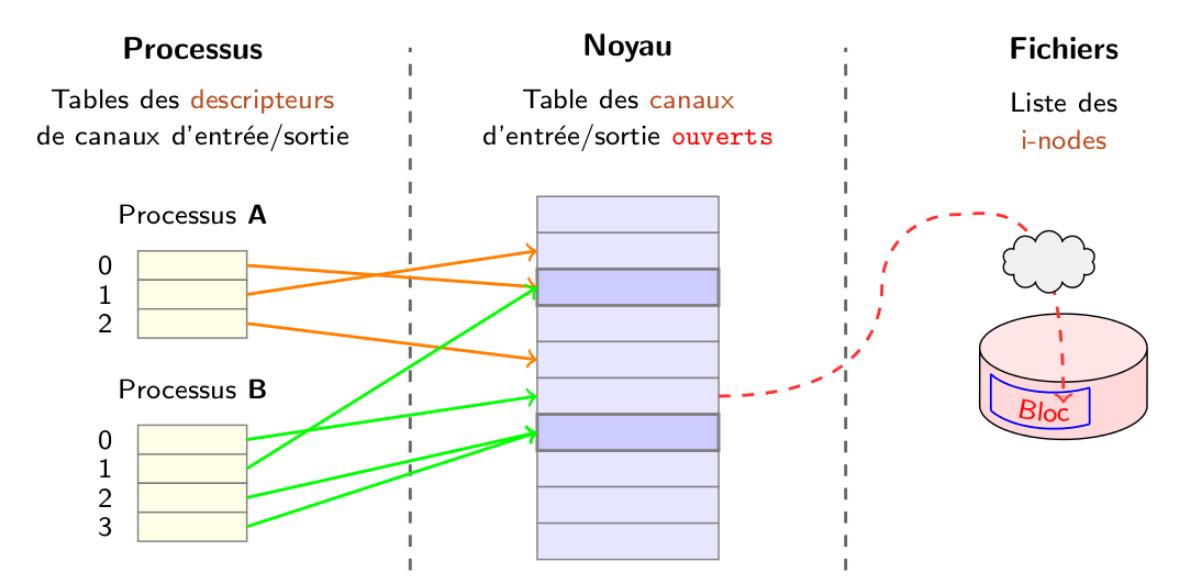 Processus
Tables des descripteurs
de canaux d'entrée/sortie
Processus A
0
1
2
Processus B
0
1
2
3
Noyau
Table des canaux
d'entrée/sortie ouverts
Fichiers
Liste des
i-nodes
Bloc